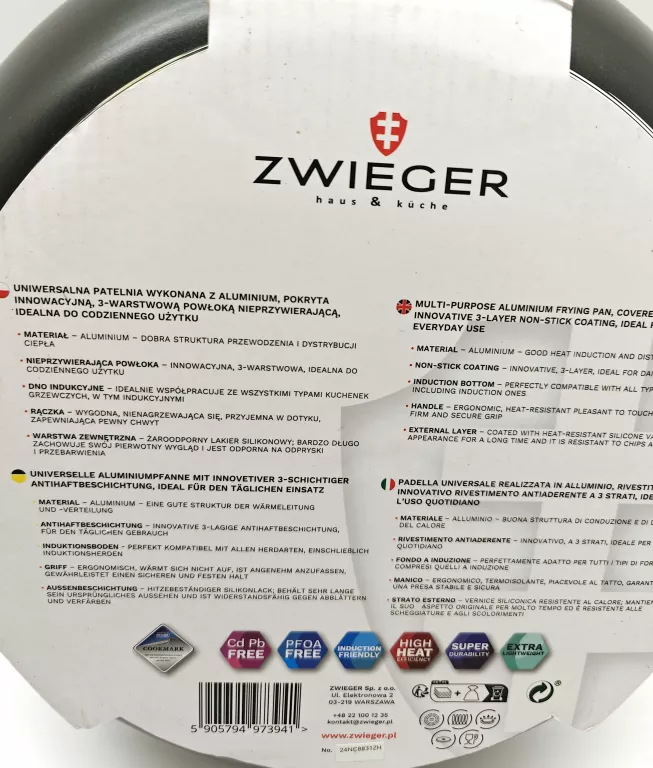 ZWIEGER
haus & küche
UNIWERSALNA PATELNIA WYKONANA Z ALUMINIUM, POKRYTA
INNOWACYJNĄ, 3-WARSTWOWĄ POWŁOKĄ NIEPRZYWIERAJĄCĄ,
IDEALNA DO CODZIENNEGO UŻYTKU
• MATERIAŁ – ALUMINIUM – DOBRA STRUKTURA PRZEWODZENIA I DYSTRYBUCJI
CIEPŁA
• NIEPRZYWIERAJĄCA POWŁOKA – INNOWACYJNA, 3-WARSTWOWA, IDEALNA DO
CODZIENNEGO UŻYTKU
• DNO INDUKCYJNE – IDEALNIE WSPÓŁPRACUJE ZE WSZYSTKIMI TYPAMI KUCHENEK
GRZEWCZYCH, W TYM INDUKCYJNYMI
• RĄCZKA – WYGODNA, NIENAGRZEWAJĄCA SIĘ, PRZYJEMNA W DOTYKU,
ZAPEWNIAJĄCA PEWNY CHWYT
• WARSTWA ZEWNĘTRZNA – ŻAROODPORNY LAKIER SILIKONOWY; BARDZO DŁUGO
ZACHOWUJE SWÓJ PIERWOTNY WYGLĄD I JEST ODPORNA NA ODPRYSKI
I PRZEBARWIENIA
MULTI-PURPOSE ALUMINIUM FRYING PAN, COVERE
INNOVATIVE 3-LAYER NON-STICK COATING, IDEAL
EVERYDAY USE
• MATERIAL – ALUMINIUM – GOOD HEAT INDUCTION AND DIST
• NON-STICK COATING – INNOVATIVE, 3-LAYER, IDEAL FOR DA
• INDUCTION BOTTOM – PERFECTLY COMPATIBLE WITH ALL TYP
INCLUDING INDUCTION ONES
• HANDLE – ERGONOMIC, HEAT-RESISTANT PLEASANT TO TOUCH
FIRM AND SECURE GRIP
• EXTERNAL LAYER – COATED WITH HEAT-RESISTANT SILICONE VA
APPEARANCE FOR A LONG TIME AND IT IS RESISTANT TO CHIPS A
UNIVERSELLE ALUMINIUMPFANNE MIT INNOVETIVER 3-SCHICHTIGER
ANTIHAFTBESCHICHTUNG, IDEAL FÜR DEN TÄGLICHEN EINSATZ
• MATERIAL – ALUMINIUM – EINE GUTE STRUKTUR DER WÄRMELEITUNG
UND -VERTEILUNG
• ANTIHAFTBESCHICHTUNG – INNOVATIVE 3-LAGIGE ANTIHAFTBESCHICHTUNG,
FÜR DEN TÄGLICHEN GEBRAUCH
INDUKTIONSBODEN - PERFEKT KOMPATIBEL MIT ALLEN HERDARTEN, EINSCHLIEßLICH
INDUKTIONSHERDEN
• GRIFF – ERGONOMISCH, WÄRMT SICH NICHT AUF, IST ANGENEHM ANZUFASSEN,
GEWÄHRLEISTET EINEN SICHEREN UND FESTEN HALT
• AUSSENBESCHICHTUNG – HITZEBESTÄNDIGER SILIKONLACK; BEHÄLT SEHR LANGE
SEIN URSPRÜNGLICHES AUSSEHEN UND IST WIDERSTANDSFÄHIG GEGEN ABBLÄTTERN
UND VERFÄRBEN
PADELLA UNIVERSALE REALIZZATA IN ALLUMINIO, RIVESTIT
INNOVATIVO RIVESTIMENTO ANTIADERENTE A 3 STRATI, IDE
L'USO QUOTIDIANO
• MATERIALE – ALLUMINIO – BUONA STRUTTURA DI CONDUZIONE E DI D
DEL CALORE
• RIVESTIMENTO ANTIADERENTE – INNOVATIVO, A 3 STRATI, IDEALE PER
QUOTIDIANO
• FONDO A INDUZIONE – PERFETTAMENTE ADATTO PER TUTTI I TIPI DI FOR
COMPRESI QUELLI A INDUZIONE
• MANICO – ERGONOMICO, TERMOISOLANTE, PIACEVOLE AL TATTO, GARANT
UNA PRESA STABILE E SICURA
• STRATO ESTERNO – VERNICE SILICONICA RESISTENTE AL CALORE; MANTIEN
IL SUO ASPETTO ORIGINALE PER MOLTO TEMPO ED È RESISTENTE ALLE
SCHEGGIATURE E AGLI SCOLORIMENTI
COOKMARK
Cd Pb
FREE
PFOA
FREE
INDUCTION
FRIENDLY
HIGH
HEAT
EFFICIENCY
SUPER
DURABILITY
EXTRA
LIGHTWEIGHT
5 905794 973941 >
ZWIEGER Sp. z o.o.
Ul. Elektronowa 2
03-219 WARSZAWA
+48 22 100 12 35
kontakt@zwieger.pl
www.zwieger.pl
No. 24NCBB31ZH